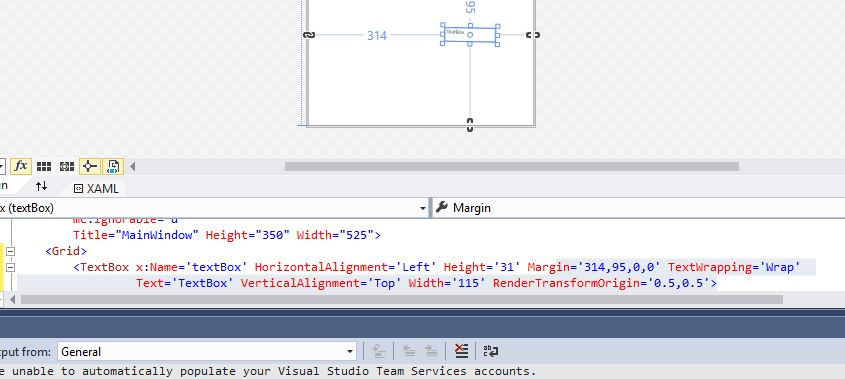 95
314
TextBox
fx
n
XAML
x (textBox)
Margin
mc:Ignorable="d"
Title="MainWindow" Height="350" Width="525">
<Grid>
<TextBox x:Name='textBox' HorizontalAlignment='Left' Height='31' Margin='314,95,0,0' TextWrapping='Wrap'
Text='TextBox' VerticalAlignment='Top' Width='115' RenderTransformOrigin='0.5,0.5'>
put from: General
e unable to automatically populate your Visual Studio Team Services accounts.